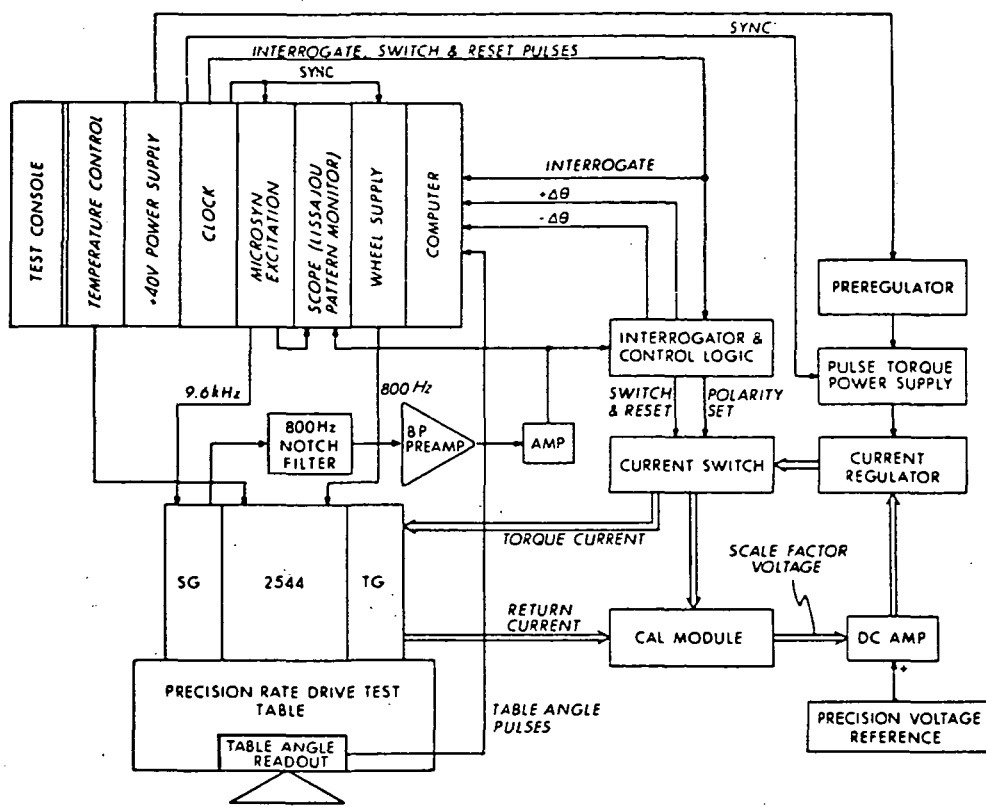 SYNC
INTERROGATE, SWITCH & RESET PULSES
SYNC
TEST CONSOLE
TEMPERATURE CONTROL
+40V POWER SUPPLY
CLOCK
MICROSYN
EXCITATION
SCOPE (LISSAJOU
PATTERN MONITOR)
WHEEL SUPPLY
COMPUTER
INTERROGATE
+Δθ
-Δθ
PREREGULATOR
INTERROGATOR &
CONTROL LOGIC
PULSE TORQUE
POWER SUPPLY
9.6kHz
800 Hz
SWITCH
& RESET
POLARITY
SET
800Hz
NOTCH
FILTER
BP
PREAMP
AMP
CURRENT SWITCH
CURRENT
REGULATOR
TORQUE CURRENT
SCALE FACTOR
VOLTAGE
SG
2544
TG
RETURN
CURRENT
CAL MODULE
DC AMP
+
PRECISION RATE DRIVE TEST
TABLE
TABLE ANGLE
PULSES
PRECISION VOLTAGE
REFERENCE
TABLE ANGLE
READOUT